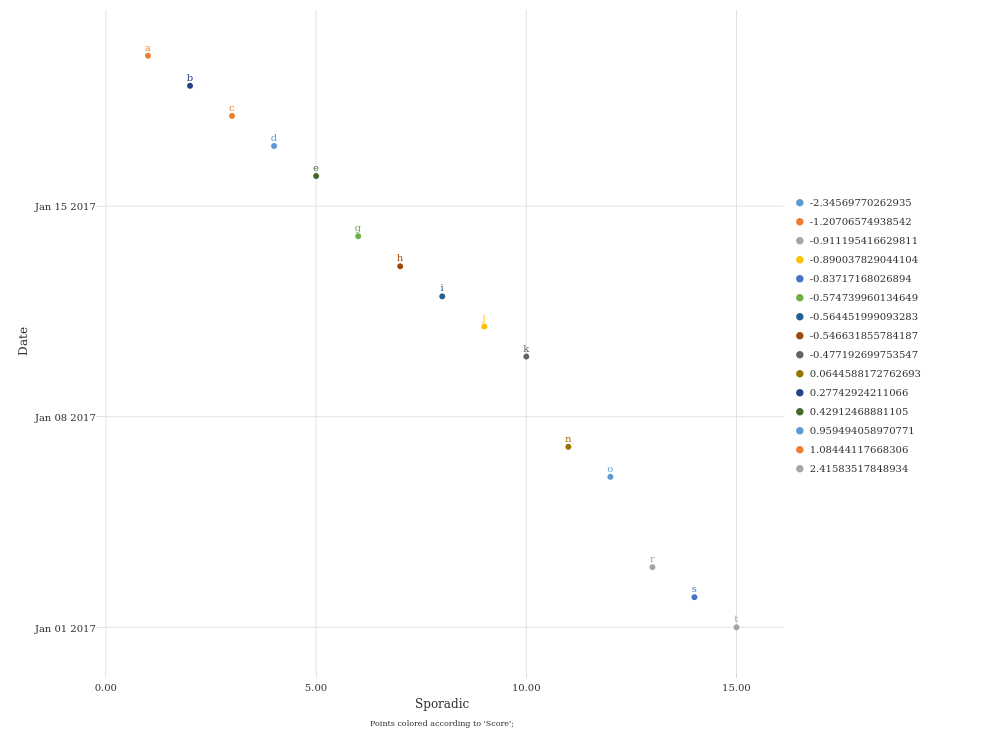 a
b
c
d
e
Jan 15 2017
g
h
i
j
k
Date
Jan 08 2017
n
o
r
s
t
Jan 01 2017
0.00 5.00 10.00 15.00
Sporadic
Points colored according to 'Score';
-2.34569770262935
-1.20706574938542
-0.911195416629811
-0.890037829044104
-0.83717168026894
-0.574739960134649
-0.564451999093283
-0.546631855784187
-0.477192699753547
0.0644588172762693
0.27742924211066
0.42912468881105
0.959494058970771
1.08444117668306
2.41583517848934